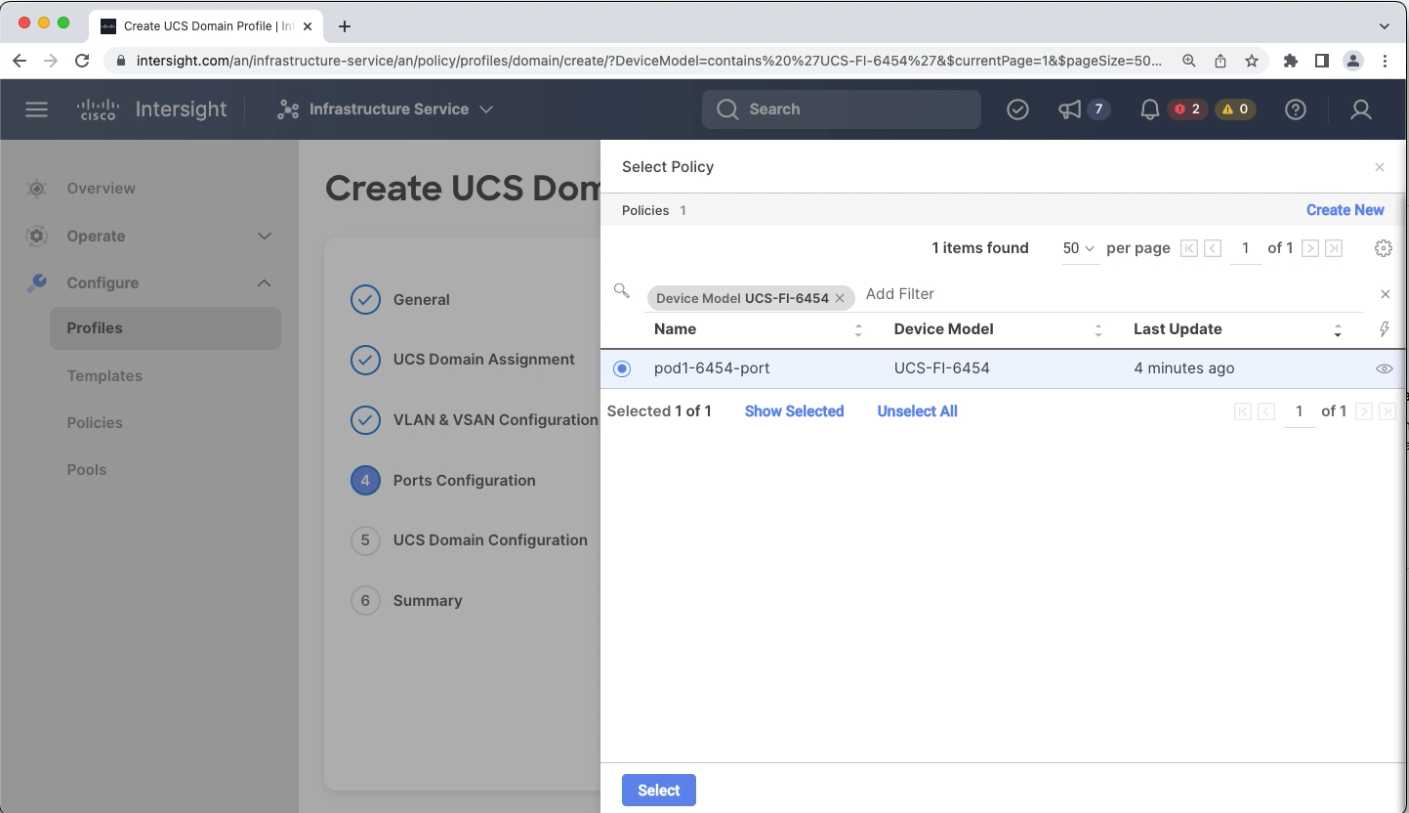 Create UCS Domain Profile | Int
intersight.com/an/infrastructure-service/an/policy/profiles/domain/create/?DeviceModel=contains%20%27UCS-FI-6454%27&$currentPage=1&$pageSize=50...
cisco Intersight Infrastructure Service Search 7 2 0
Overview
Operate
Configure
Profiles
Templates
Policies
Pools
Create UCS Dom
General
UCS Domain Assignment
VLAN & VSAN Configuration
4 Ports Configuration
5 UCS Domain Configuration
6 Summary
Select Policy
Policies 1 Create New
1 items found 50 per page 1 of 1
Device Model UCS-FI-6454 Add Filter
Name Device Model Last Update
pod1-6454-port UCS-FI-6454 4 minutes ago
Selected 1 of 1 Show Selected Unselect All 1 of 1
Select